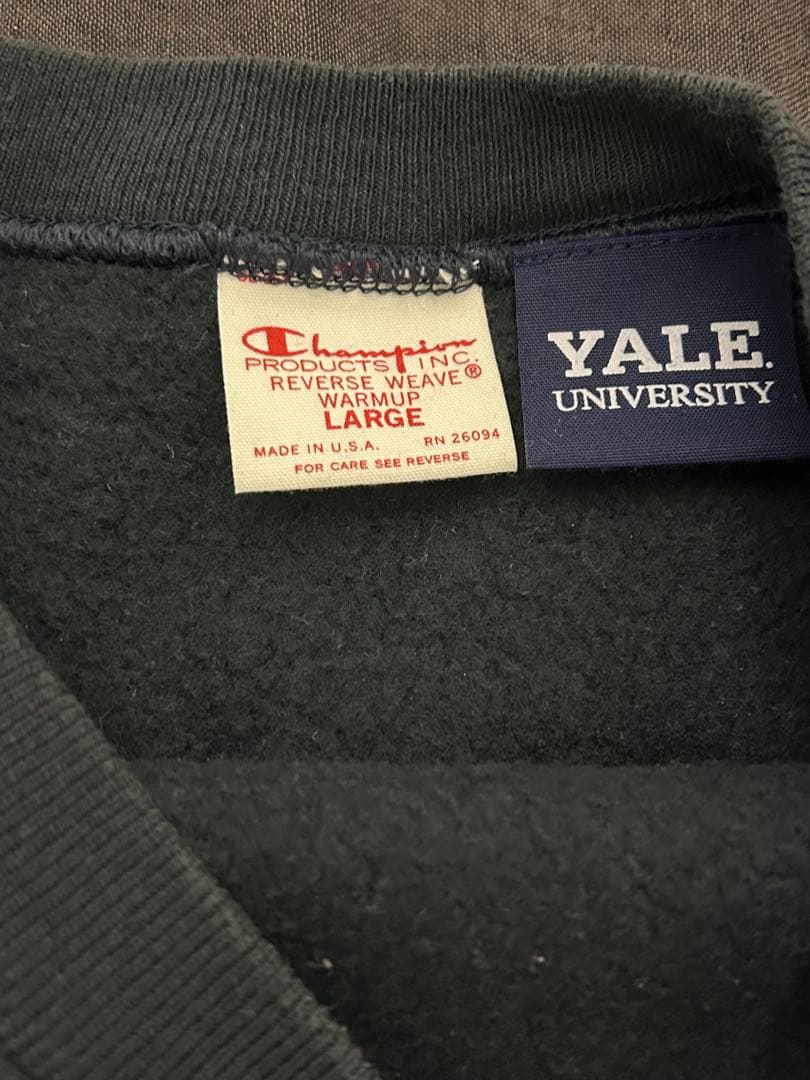 Champion
PRODUCTS INC.
REVERSE WEAVE®
WARMUP
LARGE
MADE IN U.S.A. RN 26094
FOR CARE SEE REVERSE
YALE.
UNIVERSITY